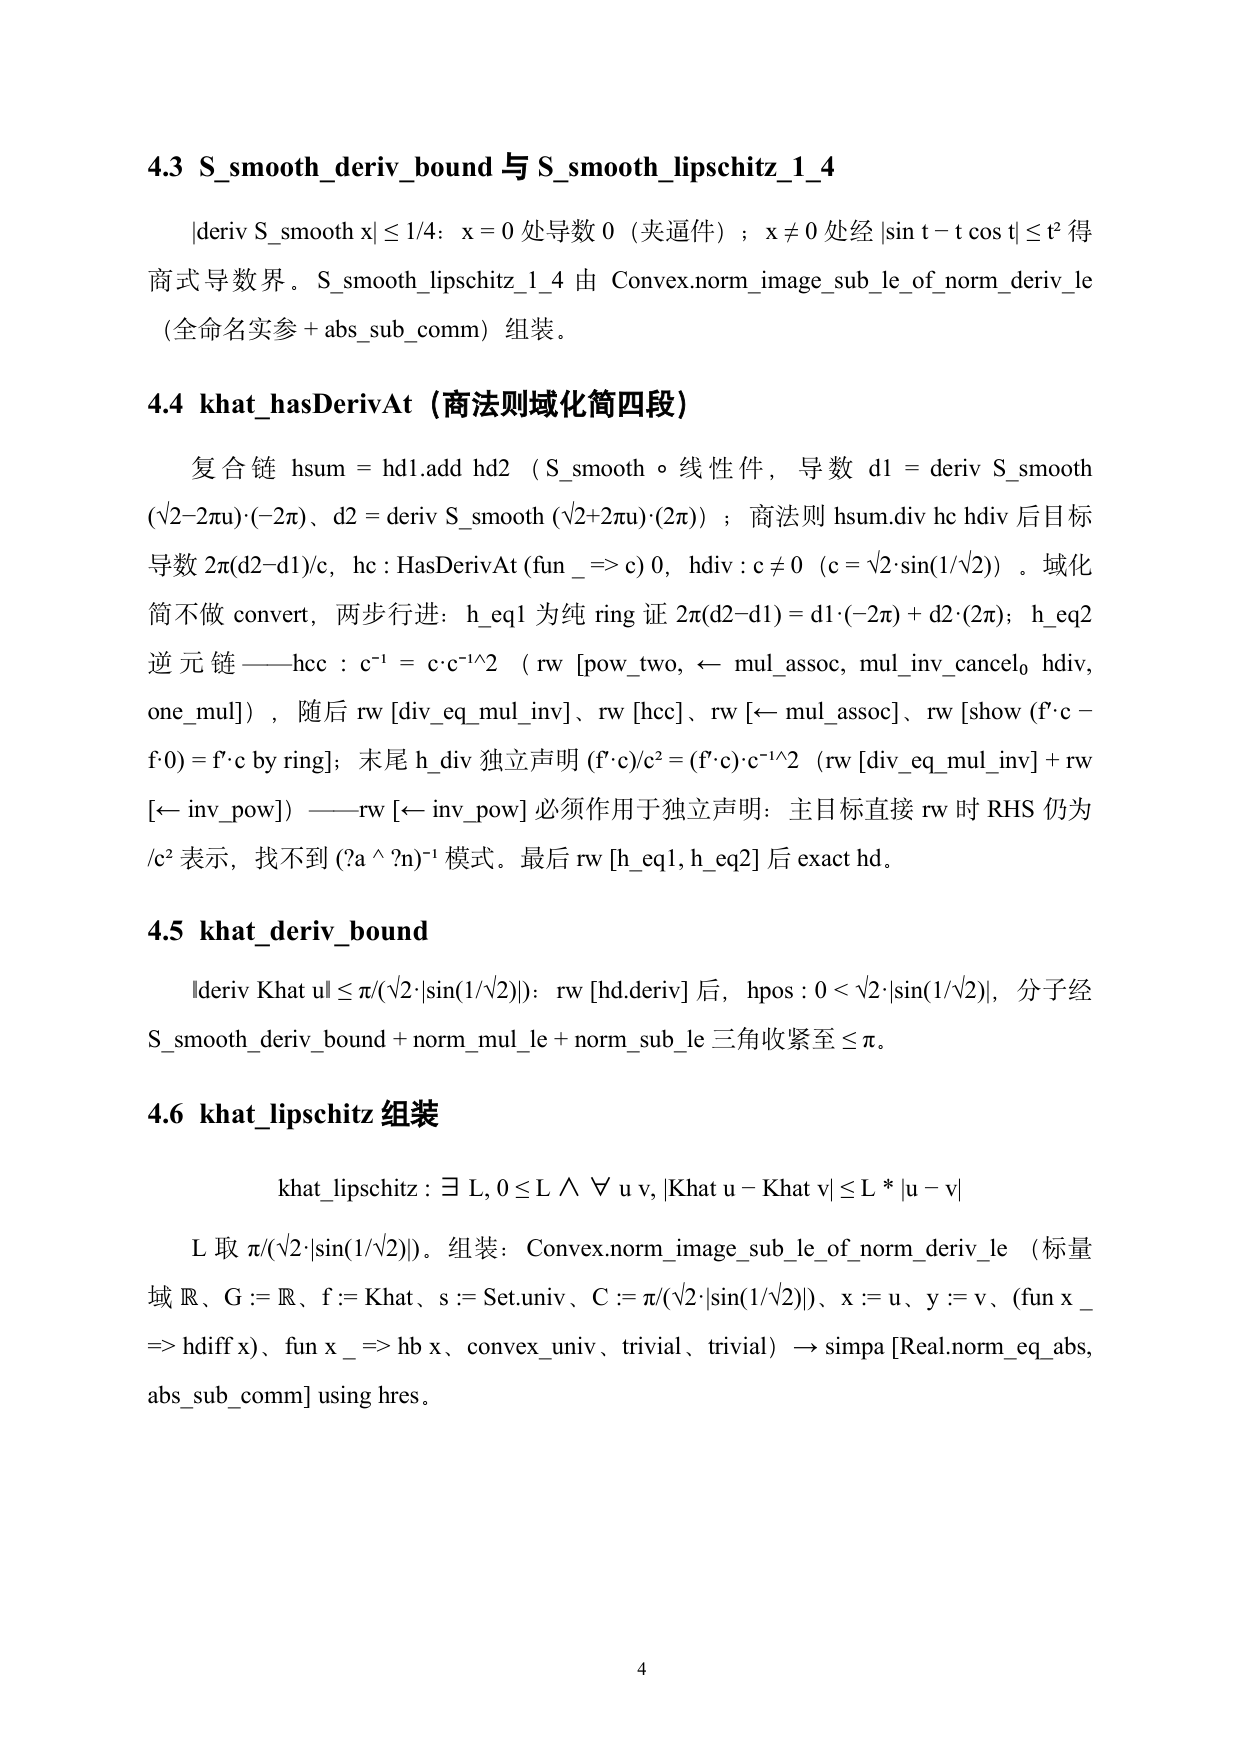 4.3 S_smooth_deriv_bound 与 S_smooth_lipschitz_1_4
|deriv S_smooth x| ≤ 1/4：x = 0 处导数 0（夹逼件）；x ≠ 0 处经 |sin t − t cos t| ≤ t² 得
商式导数界。S_smooth_lipschitz_1_4 由 Convex.norm_image_sub_le_of_norm_deriv_le
（全命名实参 + abs_sub_comm）组装。
4.4 khat_hasDerivAt（商法则域化简四段）
复合链 hsum = hd1.add hd2（S_smooth ∘ 线性件，导数 d1 = deriv S_smooth
(√2−2πu)·(−2π)、d2 = deriv S_smooth (√2+2πu)·(2π)）；商法则 hsum.div hc hdiv 后目标
导数 2π(d2−d1)/c，hc : HasDerivAt (fun _ => c) 0，hdiv : c ≠ 0（c = √2·sin(1/√2)）。域化
简不做 convert，两步行进：h_eq1 为纯 ring 证 2π(d2−d1) = d1·(−2π) + d2·(2π)；h_eq2
逆元链——hcc : c⁻¹ = c·c⁻¹^2（rw [pow_two, ← mul_assoc, mul_inv_cancel₀ hdiv,
one_mul]），随后 rw [div_eq_mul_inv]、rw [hcc]、rw [← mul_assoc]、rw [show (f′·c −
f·0) = f′·c by ring]；末尾 h_div 独立声明 (f′·c)/c² = (f′·c)·c⁻¹^2（rw [div_eq_mul_inv] + rw
[← inv_pow]）——rw [← inv_pow] 必须作用于独立声明：主目标直接 rw 时 RHS 仍为
/c² 表示，找不到 (?a ^ ?n)⁻¹ 模式。最后 rw [h_eq1, h_eq2] 后 exact hd。
4.5 khat_deriv_bound
‖deriv Khat u‖ ≤ π/(√2·|sin(1/√2)|)：rw [hd.deriv] 后，hpos : 0 < √2·|sin(1/√2)|，分子经
S_smooth_deriv_bound + norm_mul_le + norm_sub_le 三角收紧至 ≤ π。
4.6 khat_lipschitz 组装
khat_lipschitz : ∃ L, 0 ≤ L ∧ ∀ u v, |Khat u − Khat v| ≤ L * |u − v|
L 取 π/(√2·|sin(1/√2)|)。组装：Convex.norm_image_sub_le_of_norm_deriv_le （标量
域 ℝ、G := ℝ、f := Khat、s := Set.univ、C := π/(√2·|sin(1/√2)|)、x := u、y := v、(fun x _
=> hdiff x)、fun x _ => hb x、convex_univ、trivial、trivial）→ simpa [Real.norm_eq_abs,
abs_sub_comm] using hres。
4